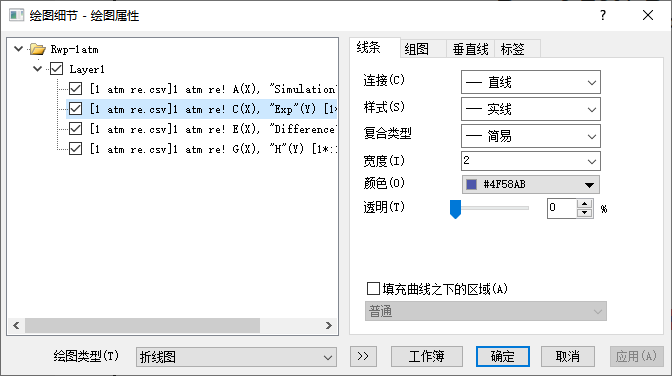 绘图细节 - 绘图属性
Rwp-1atm
Layer1
[1 atm re.csv]1 atm re! A(X), "Simulation"
[1 atm re.csv]1 atm re! C(X), "Exp"(Y) [1*
[1 atm re.csv]1 atm re! E(X), "Difference"
[1 atm re.csv]1 atm re! G(X), "H"(Y) [1*:
线条 组图 垂直线 标签
连接(C) 直线
样式(S) 实线
复合类型 简易
宽度(I) 2
颜色(O) #4F58AB
透明(T) 0 %
填充曲线之下的区域(A)
普通
绘图类型(T) 折线图 >> 工作簿 确定 取消 应用(A)